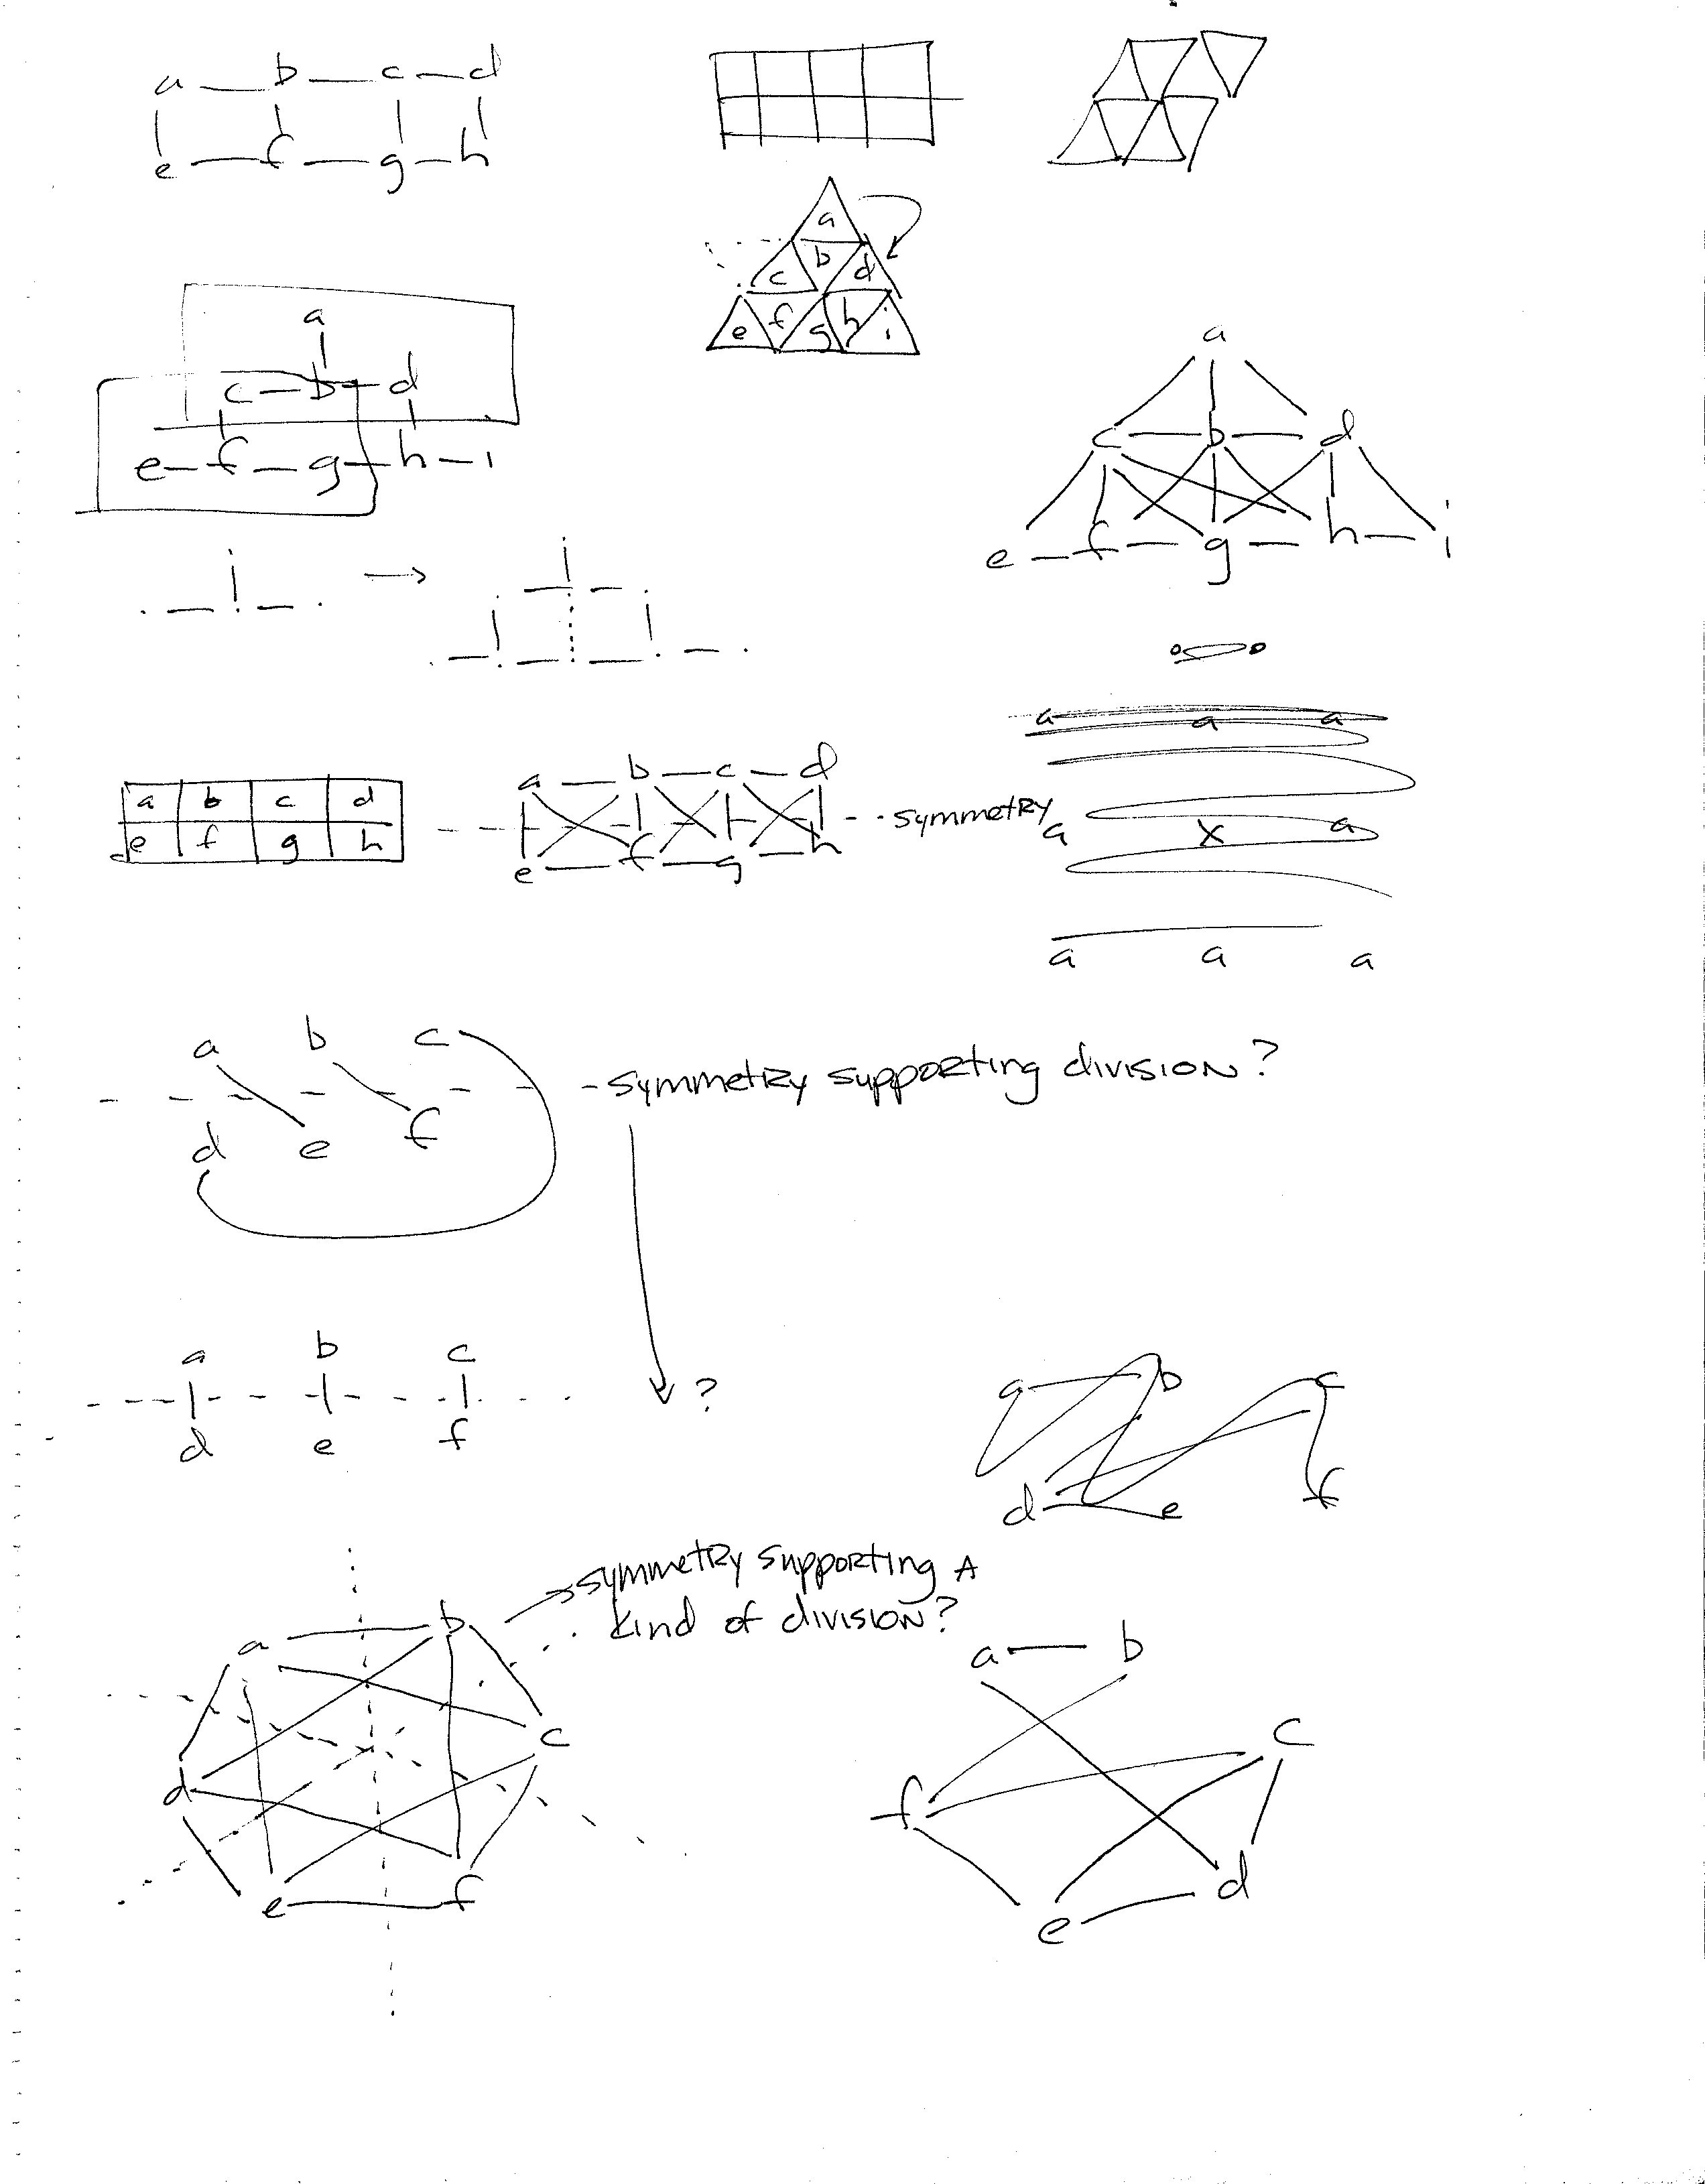 a b c d
e f g h
a
b
c d
e f g h i
a
c b d
e f g h i
a
c b d
e f g h i
a a a
a b c d
e f g h
a b c d
e f g h
symmetry
a x a
a a a
a b c
d e f
symmetry supporting division?
a b c
d e f
?
a b c
d e f
symmetry supporting A
kind of division?
a b
c
d
e f
a b
c
f
d
e